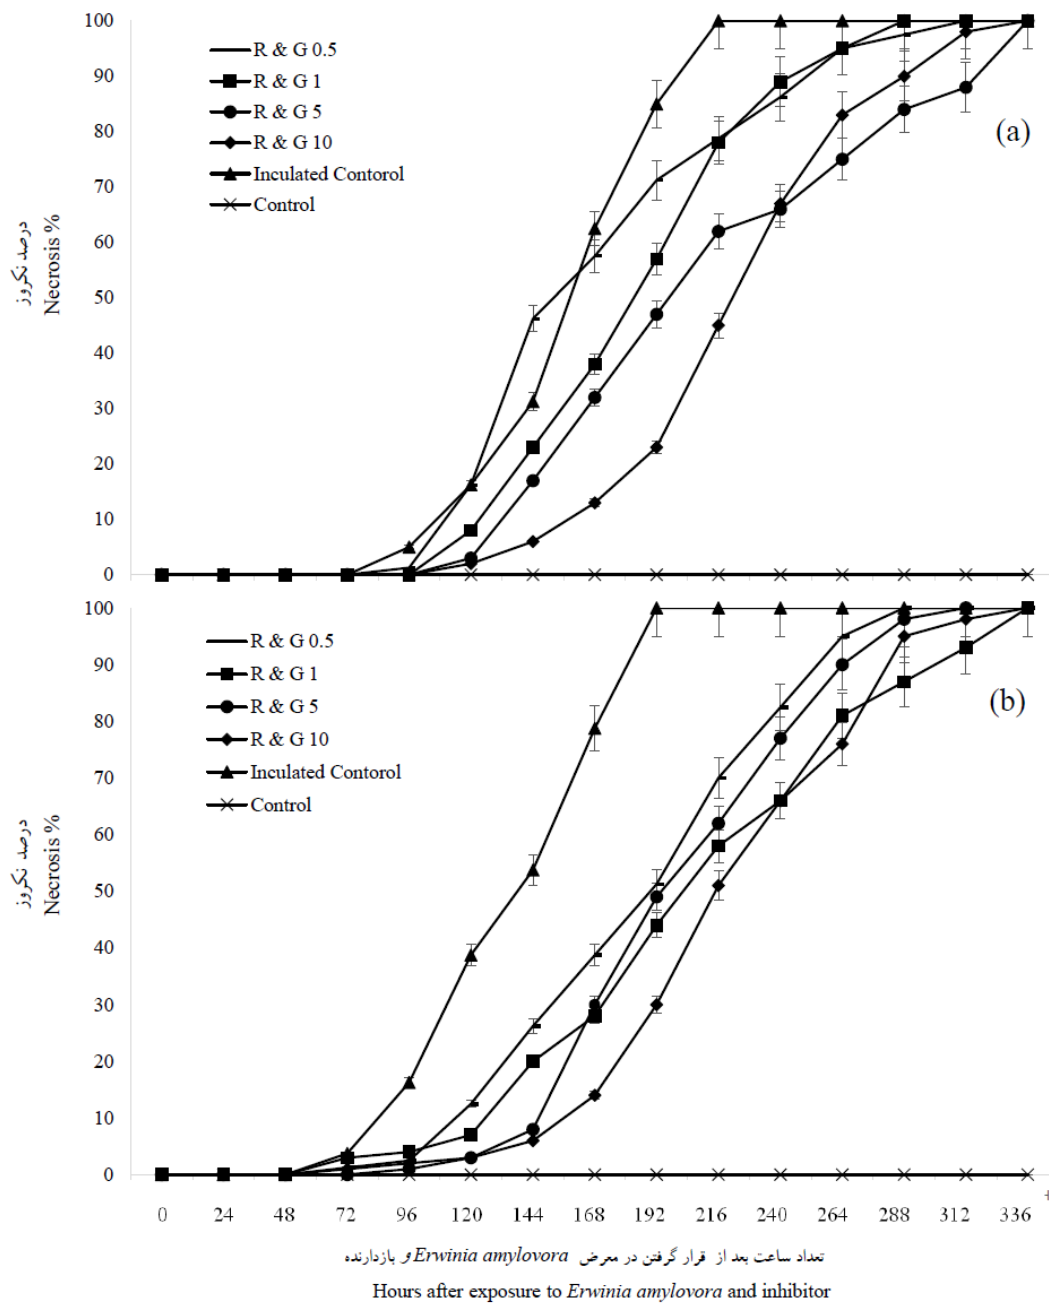 100
90
80
70
60
50
40
30
20
10
0
R & G 0.5
R & G 1
R & G 5
R & G 10
Inculated Contorol
Control
(a)
درصد نکروز
Necrosis %
100
90
80
70
60
50
40
30
20
10
0
R & G 0.5
R & G 1
R & G 5
R & G 10
Inculated Contorol
Control
(b)
درصد نکروز
Necrosis %
0 24 48 72 96 120 144 168 192 216 240 264 288 312 336
تعداد ساعت بعد از قرار گرفتن در معرض Erwinia amylovora و بازدارنده
Hours after exposure to Erwinia amylovora and inhibitor